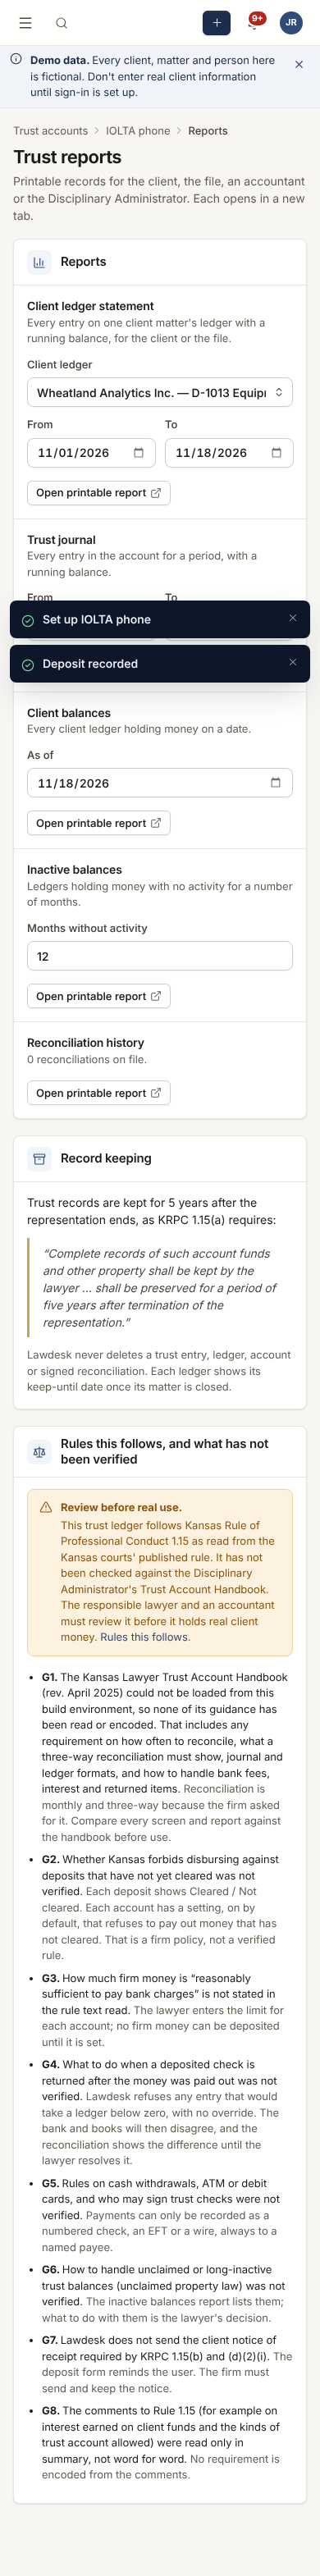 9+
JR
Demo data. Every client, matter and person here
is fictional. Don't enter real client information
until sign-in is set up.
Trust accounts > IOLTA phone > Reports
Trust reports
Printable records for the client, the file, an accountant
or the Disciplinary Administrator. Each opens in a new
tab.
Reports
Client ledger statement
Every entry on one client matter's ledger with a
running balance, for the client or the file.
Client ledger
Wheatland Analytics Inc. — D-1013 Equip
From To
11/01/2026 11/18/2026
Open printable report
Trust journal
Every entry in the account for a period, with a
running balance.
From To
Set up IOLTA phone
Deposit recorded
Client balances
Every client ledger holding money on a date.
As of
11/18/2026
Open printable report
Inactive balances
Ledgers holding money with no activity for a number
of months.
Months without activity
12
Open printable report
Reconciliation history
0 reconciliations on file.
Open printable report
Record keeping
Trust records are kept for 5 years after the
representation ends, as KRPC 1.15(a) requires:
“Complete records of such account funds
and other property shall be kept by the
lawyer ... shall be preserved for a period of
five years after termination of the
representation.”
Lawdesk never deletes a trust entry, ledger, account
or signed reconciliation. Each ledger shows its
keep-until date once its matter is closed.
Rules this follows, and what has not
been verified
Review before real use.
This trust ledger follows Kansas Rule of
Professional Conduct 1.15 as read from the
Kansas courts' published rule. It has not
been checked against the Disciplinary
Administrator's Trust Account Handbook.
The responsible lawyer and an accountant
must review it before it holds real client
money. Rules this follows.
• G1. The Kansas Lawyer Trust Account Handbook
(rev. April 2025) could not be loaded from this
build environment, so none of its guidance has
been read or encoded. That includes any
requirement on how often to reconcile, what a
three-way reconciliation must show, journal and
ledger formats, and how to handle bank fees,
interest and returned items. Reconciliation is
monthly and three-way because the firm asked
for it. Compare every screen and report against
the handbook before use.
• G2. Whether Kansas forbids disbursing against
deposits that have not yet cleared was not
verified. Each deposit shows Cleared / Not
cleared. Each account has a setting, on by
default, that refuses to pay out money that has
not cleared. That is a firm policy, not a verified
rule.
• G3. How much firm money is “reasonably
sufficient to pay bank charges” is not stated in
the rule text read. The lawyer enters the limit for
each account; no firm money can be deposited
until it is set.
• G4. What to do when a deposited check is
returned after the money was paid out was not
verified. Lawdesk refuses any entry that would
take a ledger below zero, with no override. The
bank and books will then disagree, and the
reconciliation shows the difference until the
lawyer resolves it.
• G5. Rules on cash withdrawals, ATM or debit
cards, and who may sign trust checks were not
verified. Payments can only be recorded as a
numbered check, an EFT or a wire, always to a
named payee.
• G6. How to handle unclaimed or long-inactive
trust balances (unclaimed property law) was not
verified. The inactive balances report lists them;
what to do with them is the lawyer's decision.
• G7. Lawdesk does not send the client notice of
receipt required by KRPC 1.15(b) and (d)(2)(i). The
deposit form reminds the user. The firm must
send and keep the notice.
• G8. The comments to Rule 1.15 (for example on
interest earned on client funds and the kinds of
trust account allowed) were read only in
summary, not word for word. No requirement is
encoded from the comments.